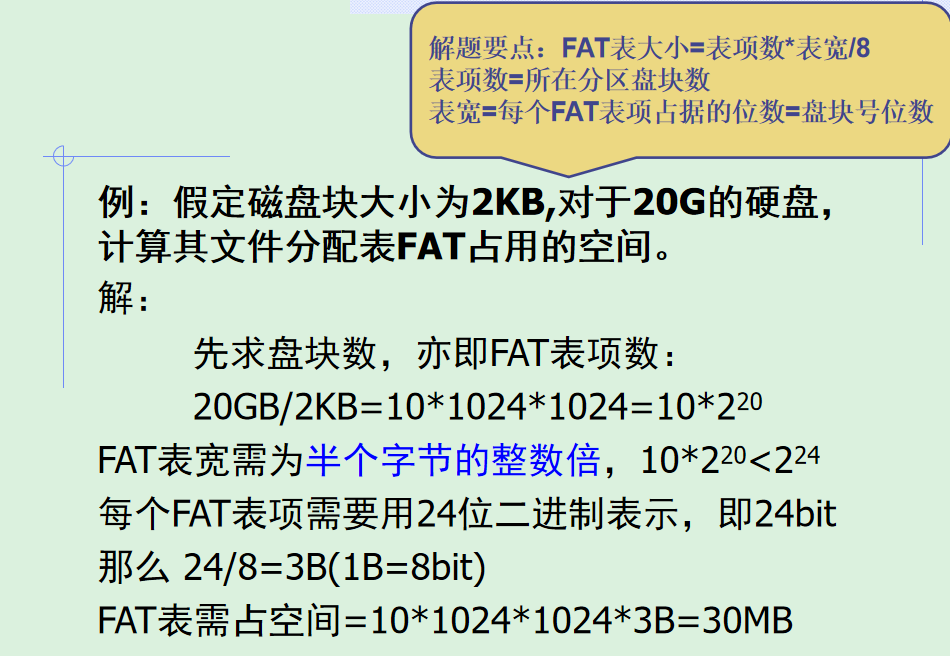 解题要点：FAT表大小=表项数*表宽/8
表项数=所在分区盘块数
表宽=每个FAT表项占据的位数=盘块号位数
例：假定磁盘块大小为2KB,对于20G的硬盘，
计算其文件分配表FAT占用的空间。
解：
先求盘块数，亦即FAT表项数：
20GB/2KB=10*1024*1024=10*2²⁰
FAT表宽需为半个字节的整数倍，10*2²⁰<2²⁴
每个FAT表项需要用24位二进制表示，即24bit
那么 24/8=3B(1B=8bit)
FAT表需占空间=10*1024*1024*3B=30MB